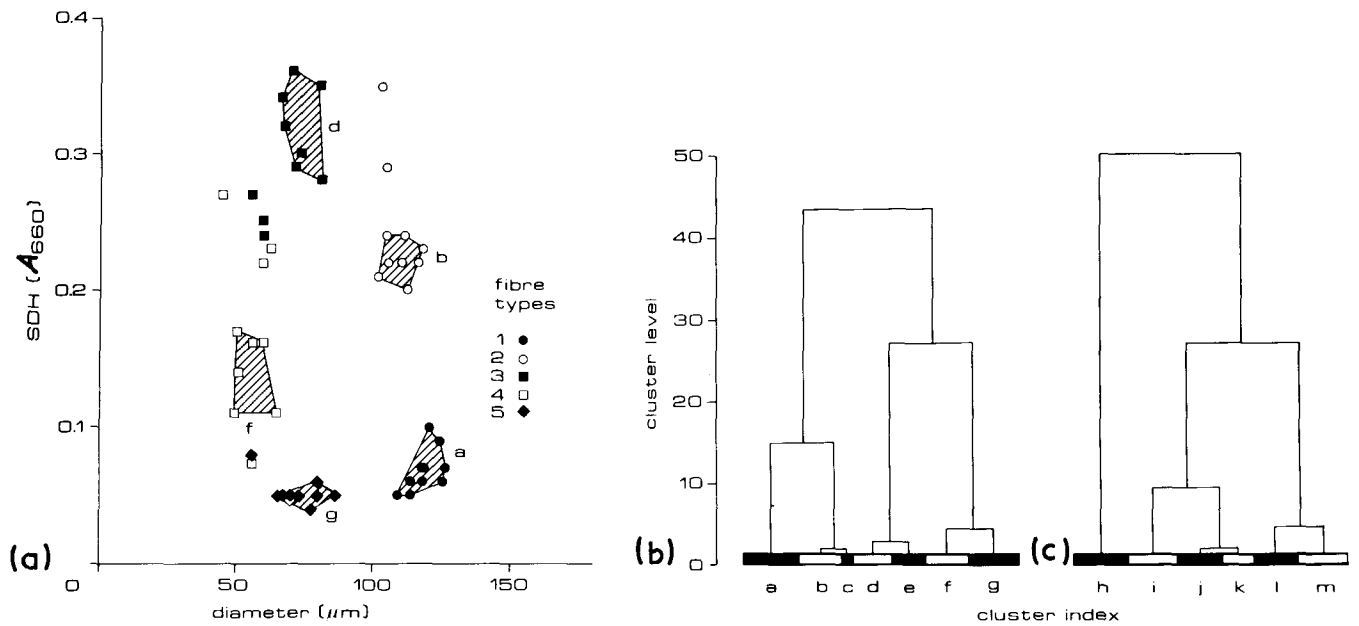 0.4
0.3
0.2
0.1
0
50
100
150
SDH (A660)
diameter (μm)
d
b
a
f
g
fibre
types
1
2
3
4
5
(a)
50
40
30
20
10
0
cluster level
(b)
a b c d e f g
(c)
h i j k l m
cluster index